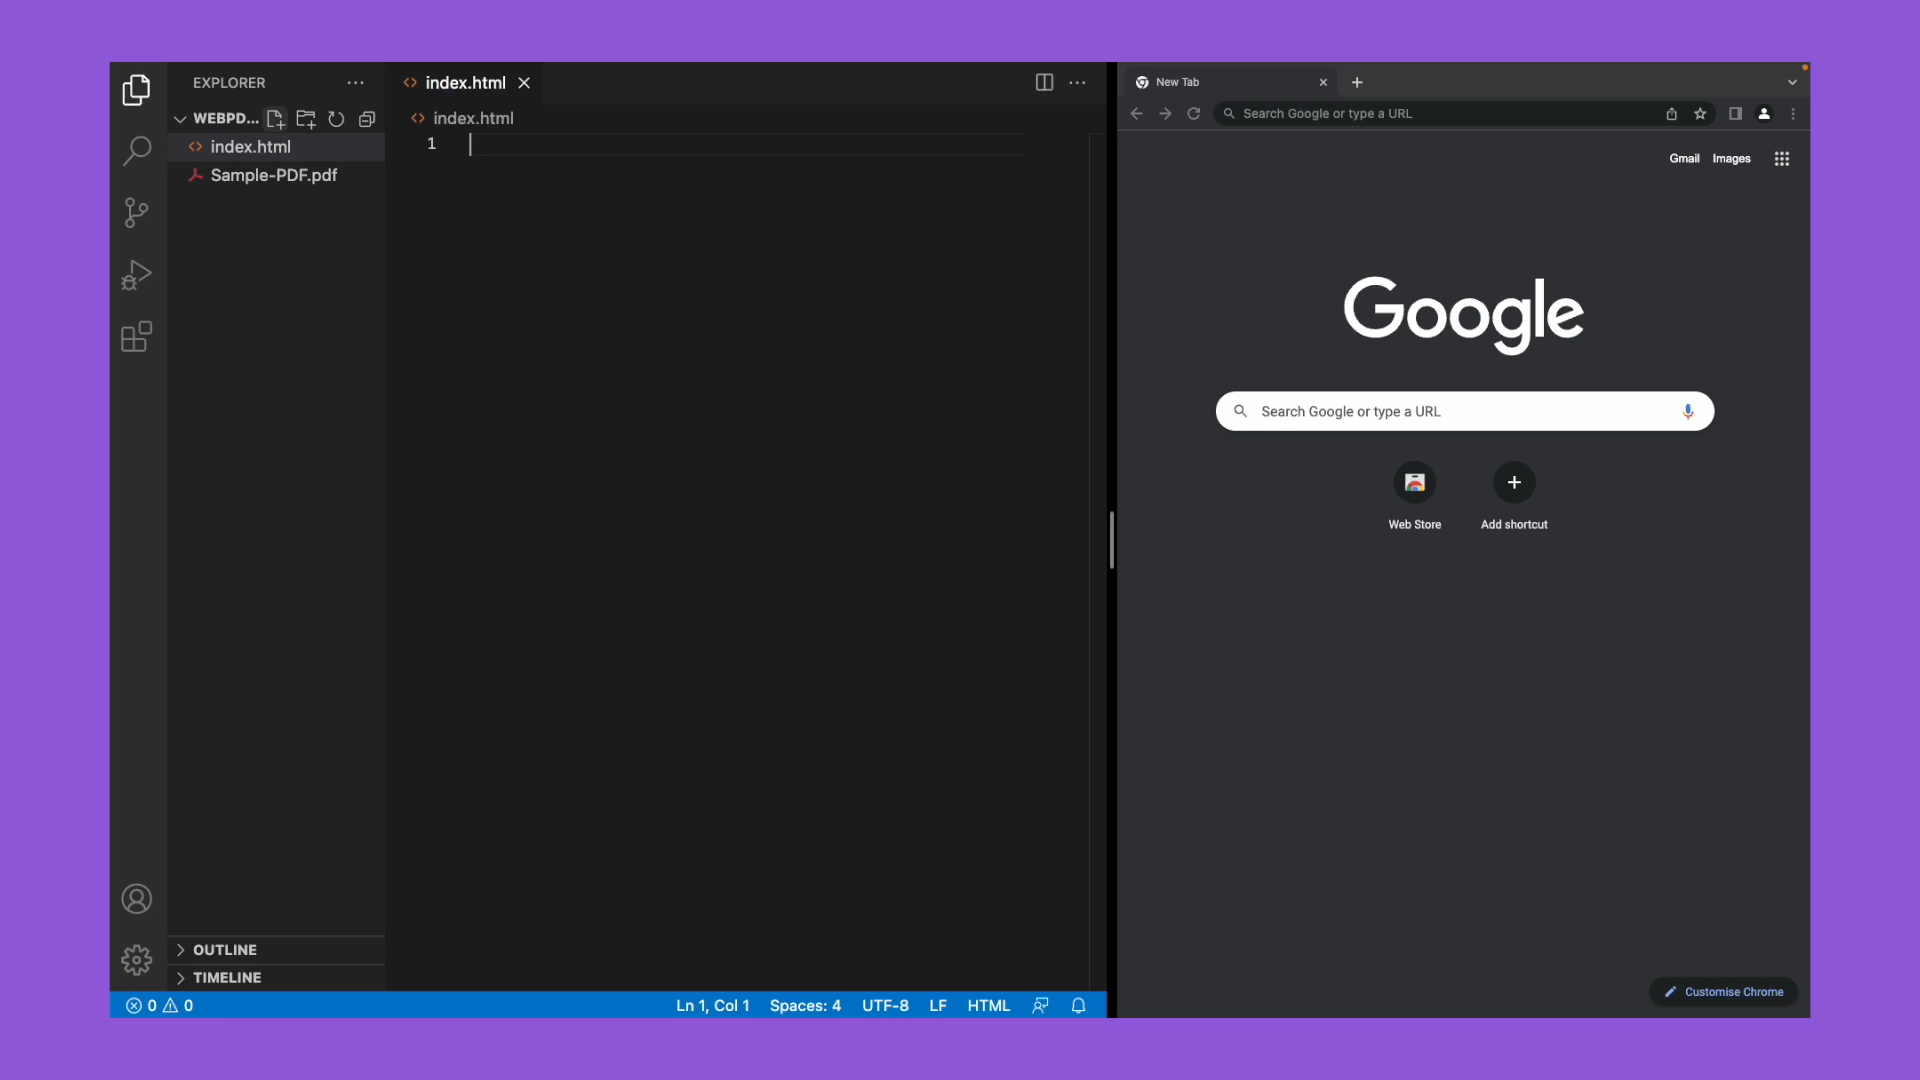 EXPLORER
WEBPD...
index.html
Sample-PDF.pdf
OUTLINE
TIMELINE
index.html
index.html
1
0 0
Ln 1, Col 1 Spaces: 4 UTF-8 LF HTML
New Tab
Search Google or type a URL
Gmail Images
Google
Search Google or type a URL
Web Store Add shortcut
Customise Chrome